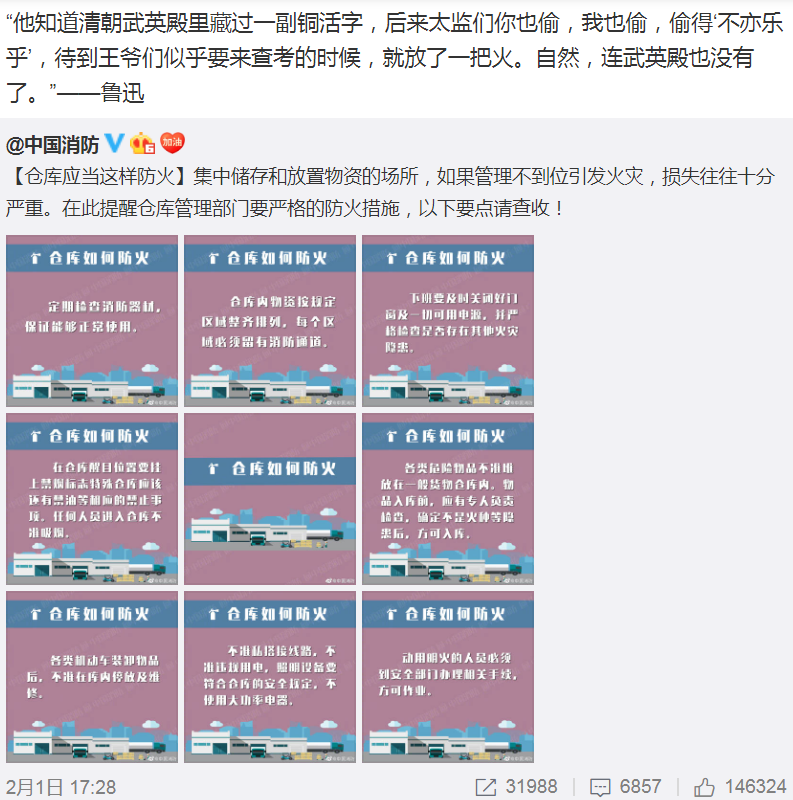 “他知道清朝武英殿里藏过一副铜活字，后来太监们你也偷，我也偷，偷得‘不亦乐
乎’，待到王爷们似乎要来查考的时候，就放了一把火。自然，连武英殿也没有
了。”——鲁迅
@中国消防 加油
【仓库应当这样防火】集中储存和放置物资的场所，如果管理不到位引发火灾，损失往往十分
严重。在此提醒仓库管理部门要严格的防火措施，以下要点请查收！
仓库如何防火
定期检查消防器材，
保证能够正常使用。
仓库如何防火
仓库内物资按规定
区域整齐排列，每个区
域必须留有消防通道。
仓库如何防火
下班要及时关闭好门
窗及一切可用电源，并严
格检查是否存在其他火灾
隐患。
仓库如何防火
在仓库醒目位置要挂
上禁烟标志特殊仓库应该
还有禁油等相应的禁止事
项，任何人员进入仓库不
准吸烟。
仓库如何防火
仓库如何防火
各类危险物品不准堆
放在一般货物仓库内。物
品入库前，应有专人负责
检查，确定不是火种等隐
患后，方可入库。
仓库如何防火
各类机动车装卸物品
后，不准在库内停放及维
修。
仓库如何防火
不准私搭接线路，不
准违规用电，照明设备要
符合仓库的安全规定，不
使用大功率电器。
仓库如何防火
动用明火的人员必须
到安全部门办理相关手续，
方可作业。
2月1日 17:28 31988 6857 146324